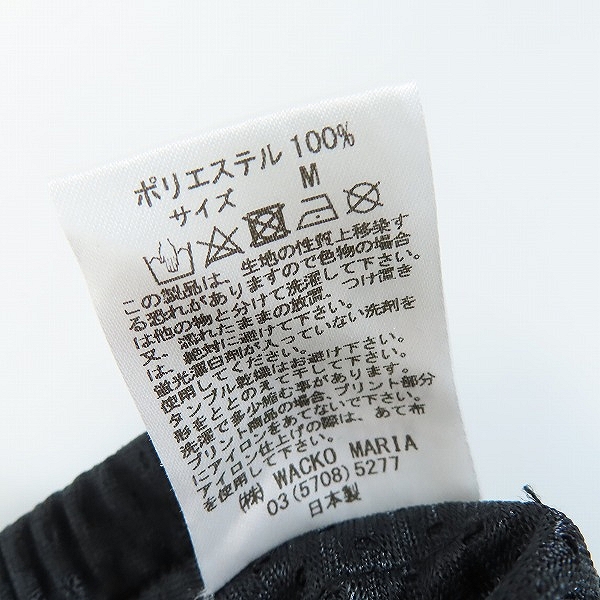 ポリエステル 100%
サイズ M
この製品は、生地の性質上移染す
る恐れがありますので色物の場合
は他の物と分けて洗濯して下さい。
又、濡れたままの放置、つけ置き
は、絶対に避けて下さい。
蛍光漂白剤が入っていない洗剤を
使用してください。
タンブル乾燥はお避け下さい。
形をととのえて干して下さい。
洗濯で多少縮む事があります。
プリント商品の場合、プリント部分
にアイロンをあてないで下さい。
アイロン仕上げの際は、あて布
を使用して下さい。
(株) WACKO MARIA
03(5708)5277
日本製